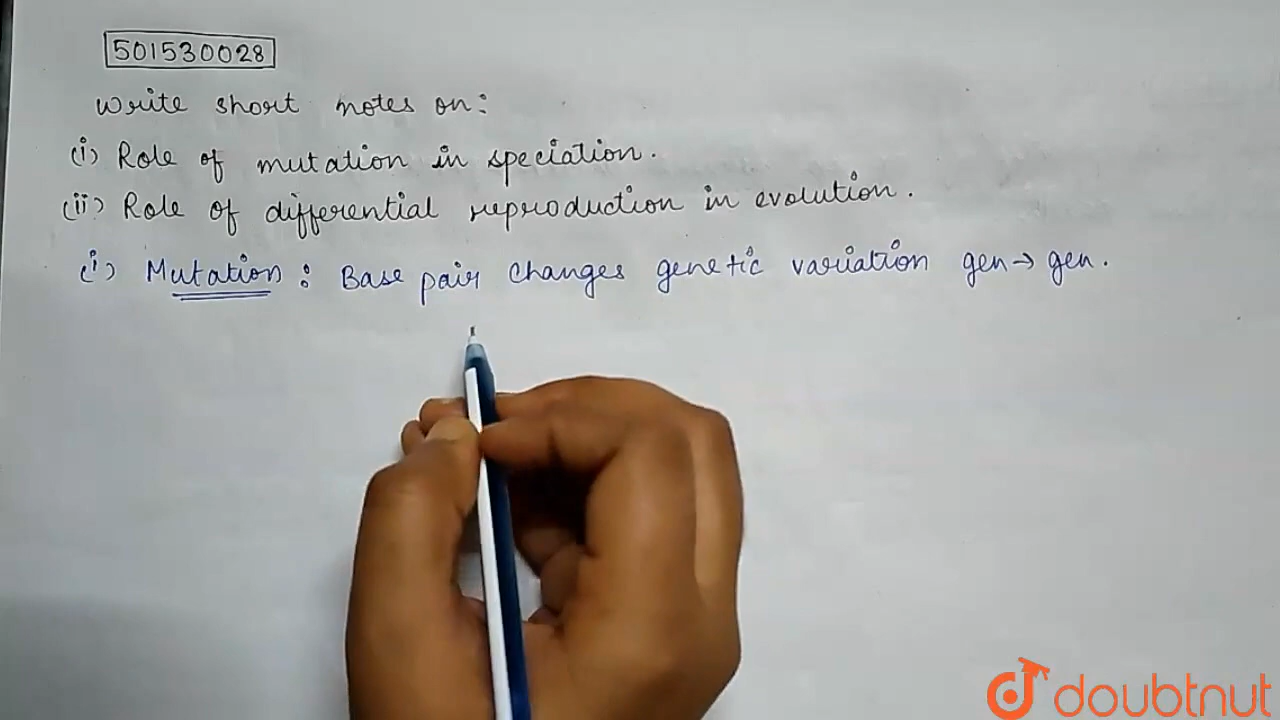 501530028
Write short notes on:
(i) Role of mutation in speciation.
(ii) Role of differential reproduction in evolution.
(i) Mutation: Base pair changes genetic variation gen→gen.
doubtnut